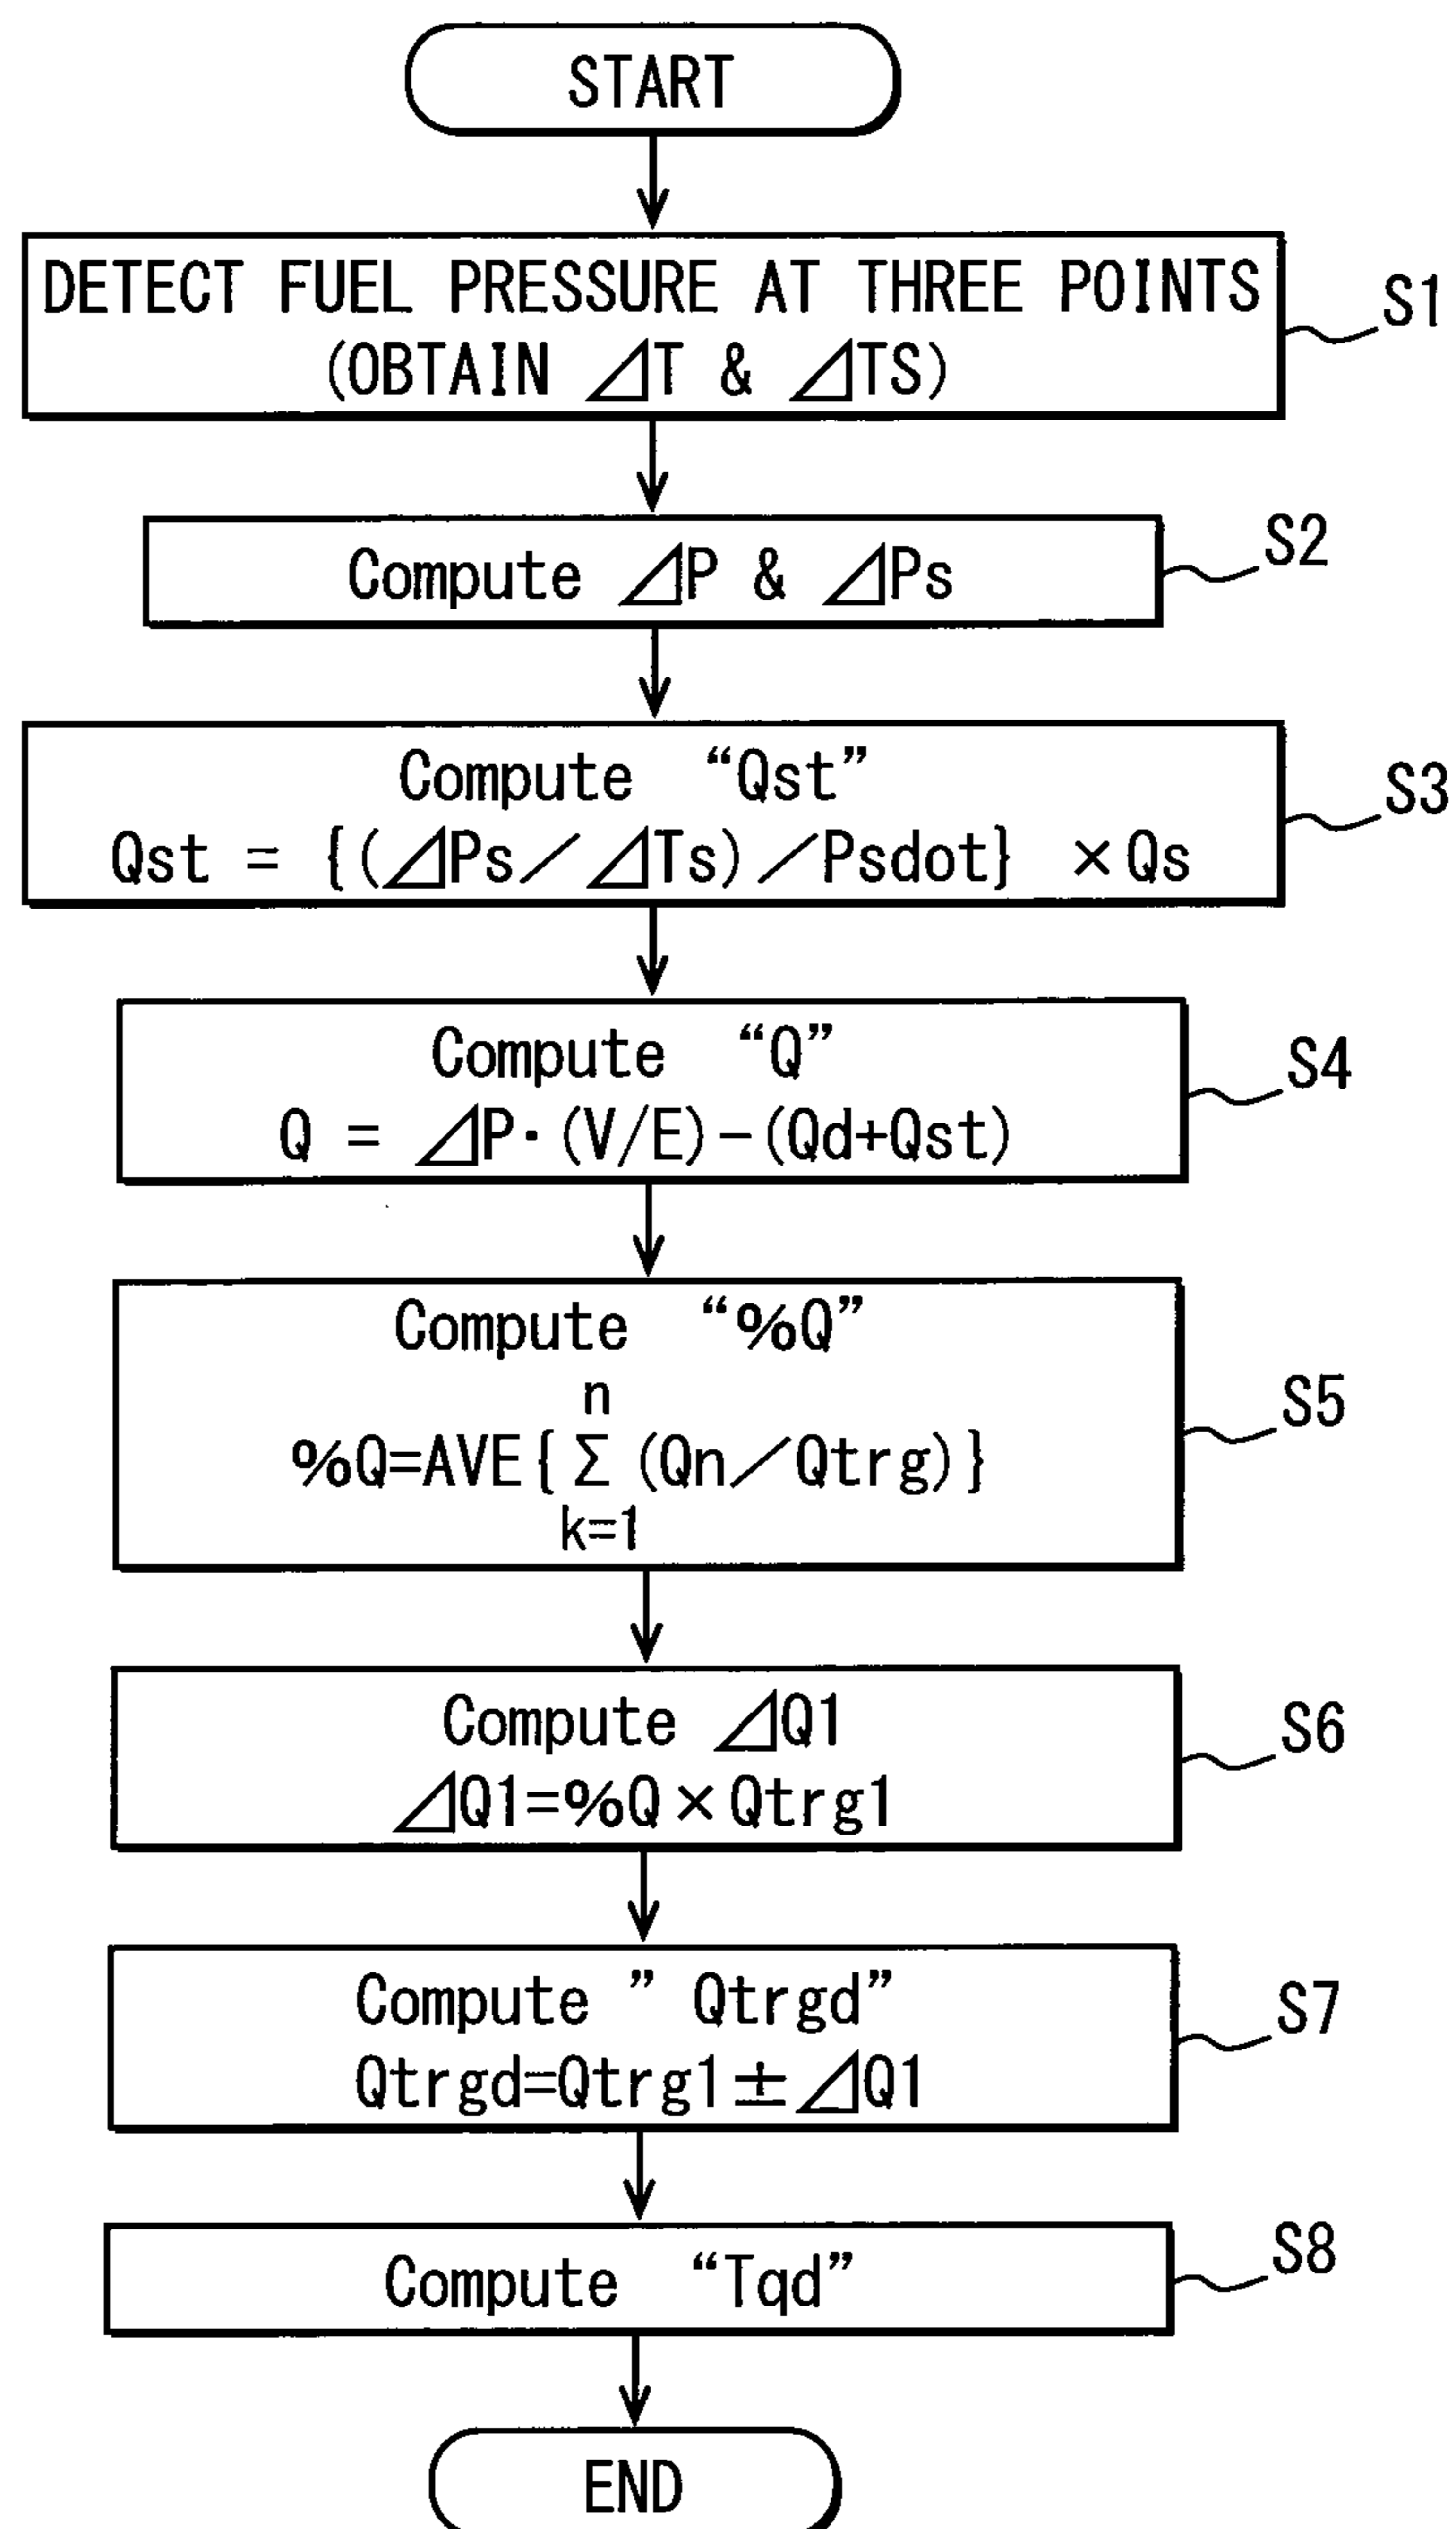 START
DETECT FUEL PRESSURE AT THREE POINTS
(OBTAIN ⊿T & ⊿TS)
S1
Compute ⊿P & ⊿Ps
S2
Compute “Qst”
Qst = {(⊿Ps／⊿Ts)／Psdot} ×Qs
S3
Compute “Q”
Q = ⊿P·(V/E)−(Qd+Qst)
S4
Compute “%Q”
n
%Q=AVE{Σ(Qn／Qtrg)}
k=1
S5
Compute ⊿Q1
⊿Q1=%Q×Qtrg1
S6
Compute ” Qtrgd”
Qtrgd=Qtrg1±⊿Q1
S7
Compute “Tqd”
S8
END